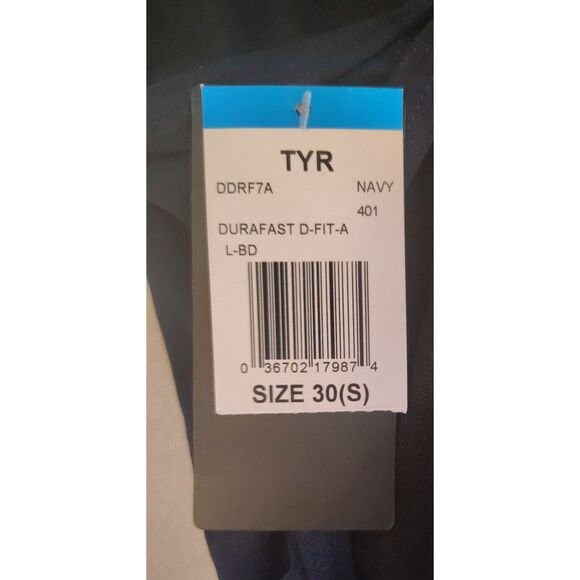 TYR
DDRF7A NAVY
401
DURAFAST D-FIT-A
L-BD
0 36702 17987 4
SIZE 30(S)